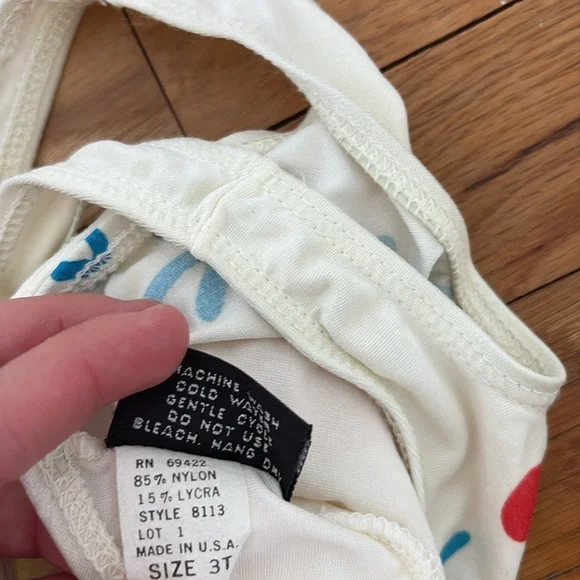 MACHINE WASH
COLD WATER
GENTLE CYCLE
DO NOT USE
BLEACH. HANG DRY
RN 69422
85% NYLON
15% LYCRA
STYLE 8113
LOT 1
MADE IN U.S.A.
SIZE 3T